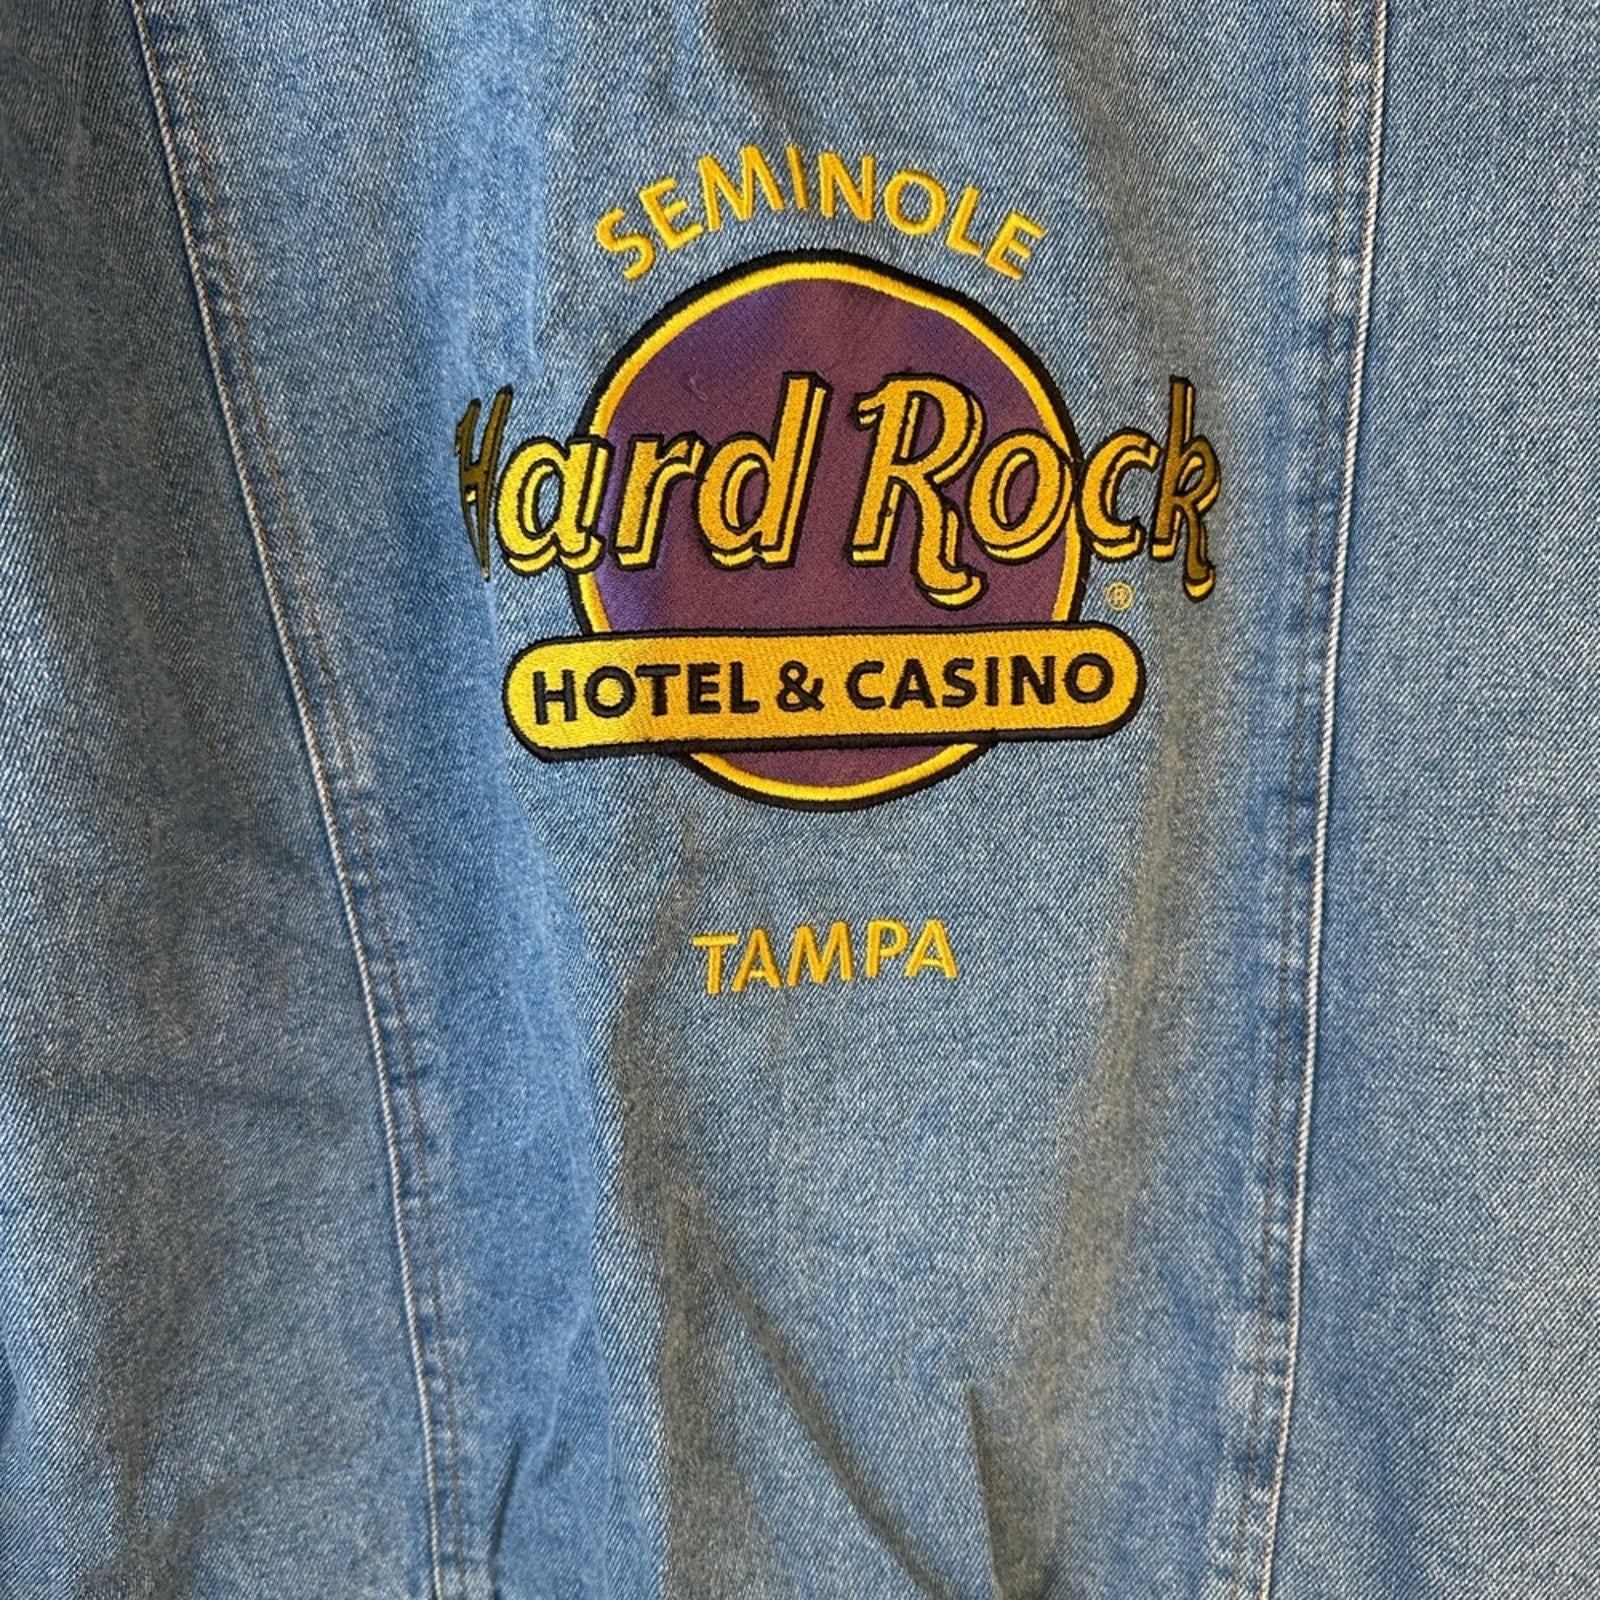 SEMINOLE
Hard Rock
®
HOTEL & CASINO
TAMPA